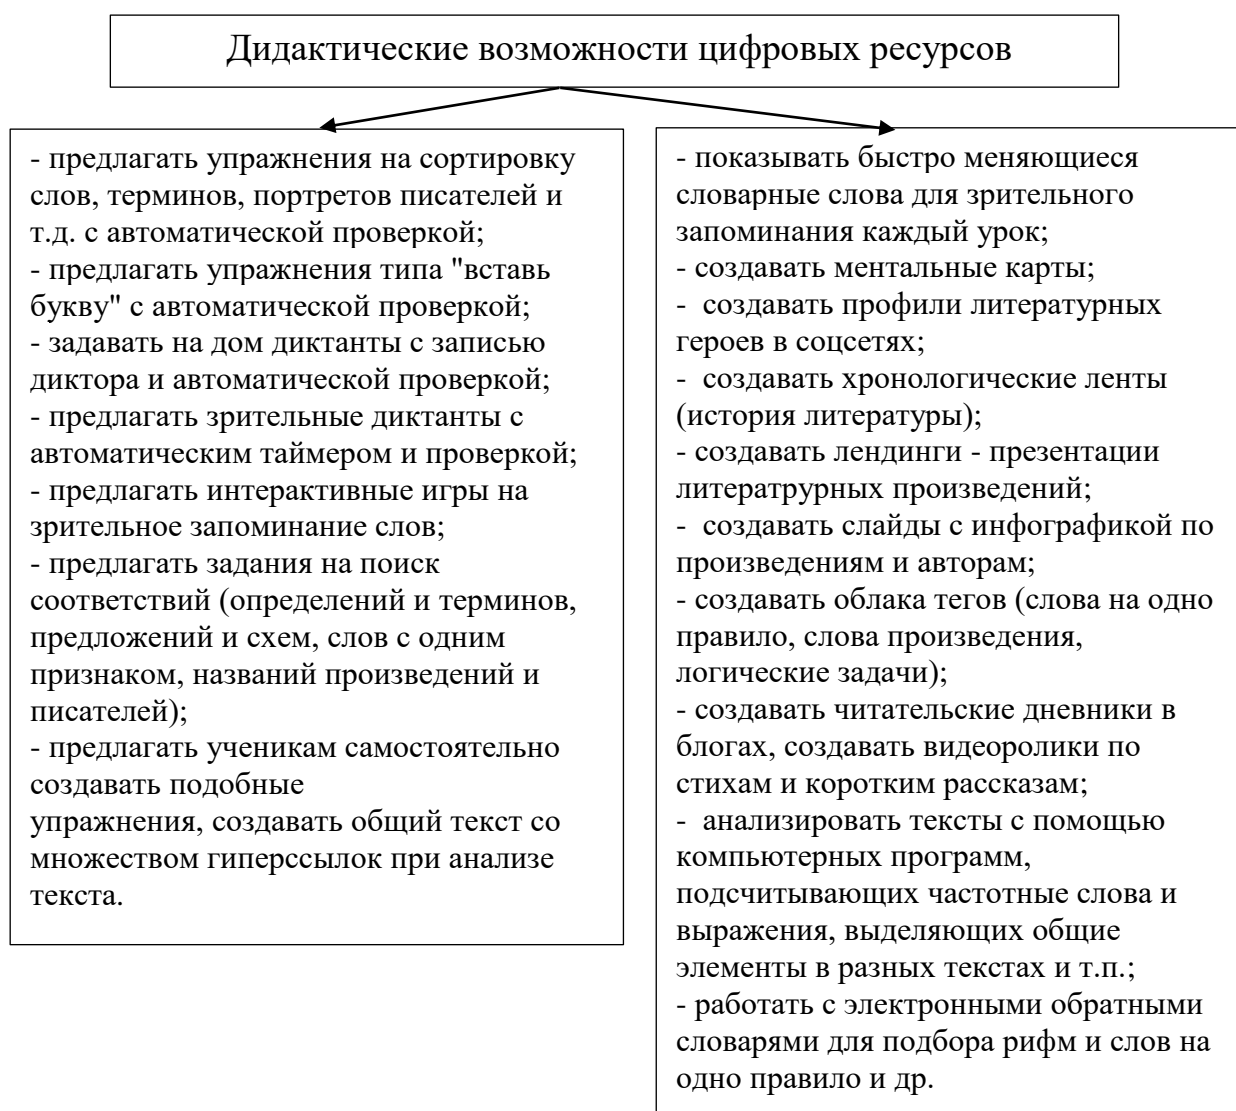 Дидактические возможности цифровых ресурсов
- предлагать упражнения на сортировку
слов, терминов, портретов писателей и
т.д. с автоматической проверкой;
- предлагать упражнения типа "вставь
букву" с автоматической проверкой;
- задавать на дом диктанты с записью
диктора и автоматической проверкой;
- предлагать зрительные диктанты с
автоматическим таймером и проверкой;
- предлагать интерактивные игры на
зрительное запоминание слов;
- предлагать задания на поиск
соответствий (определений и терминов,
предложений и схем, слов с одним
признаком, названий произведений и
писателей);
- предлагать ученикам самостоятельно
создавать подобные
упражнения, создавать общий текст со
множеством гиперссылок при анализе
текста.
- показывать быстро меняющиеся
словарные слова для зрительного
запоминания каждый урок;
- создавать ментальные карты;
- создавать профили литературных
героев в соцсетях;
- создавать хронологические ленты
(история литературы);
- создавать лендинги - презентации
литератрурных произведений;
- создавать слайды с инфографикой по
произведениям и авторам;
- создавать облака тегов (слова на одно
правило, слова произведения,
логические задачи);
- создавать читательские дневники в
блогах, создавать видеоролики по
стихам и коротким рассказам;
- анализировать тексты с помощью
компьютерных программ,
подсчитывающих частотные слова и
выражения, выделяющих общие
элементы в разных текстах и т.п.;
- работать с электронными обратными
словарями для подбора рифм и слов на
одно правило и др.